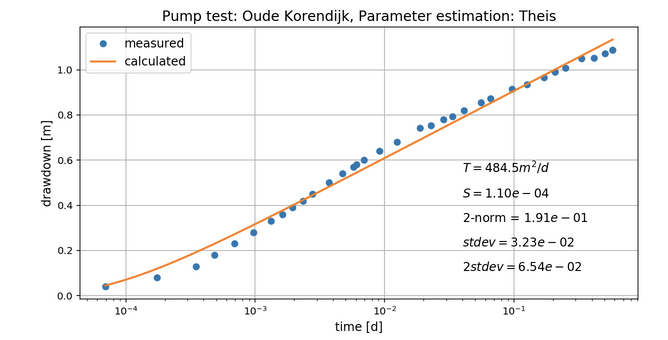 Pump test: Oude Korendijk, Parameter estimation: Theis
measured
calculated
drawdown [m]
1.0
0.8
0.6
0.4
0.2
0.0
T = 484.5m²/d
S = 1.10e − 04
2-norm = 1.91e − 01
stdev = 3.23e − 02
2stdev = 6.54e − 02
10⁻⁴ 10⁻³ 10⁻² 10⁻¹
time [d]